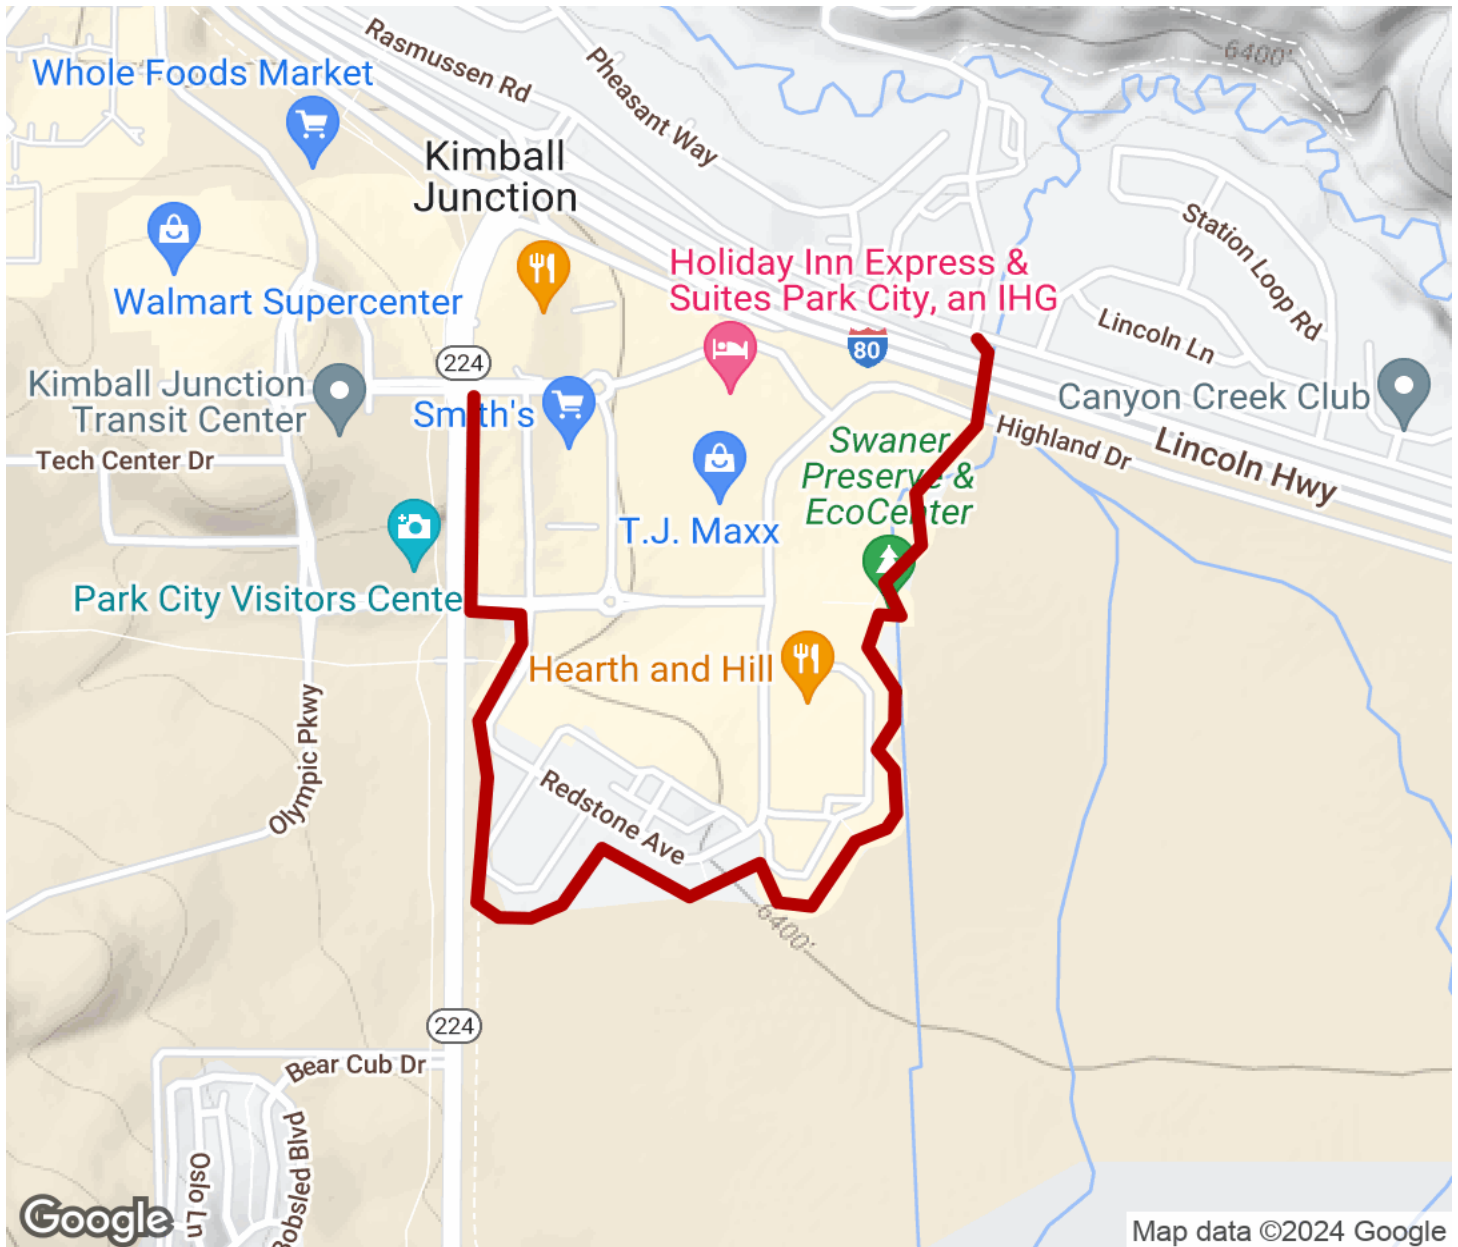 6400'
Rasmussen Rd
Pheasant Way
Whole Foods Market
Kimball
Junction
Station Loop Rd
Holiday Inn Express &
Suites Park City, an IHG
Walmart Supercenter
Lincoln Ln
80
224
Kimball Junction
Transit Center
Smith's
Canyon Creek Club
Swaner
Preserve &
EcoCenter
Highland Dr
Lincoln Hwy
Tech Center Dr
T.J. Maxx
Park City Visitors Cente
Hearth and Hill
Olympic Pkwy
Redstone Ave
6400'
224
Bear Cub Dr
Bobsled Blvd
Oslo Ln
Google
Map data ©2024 Google